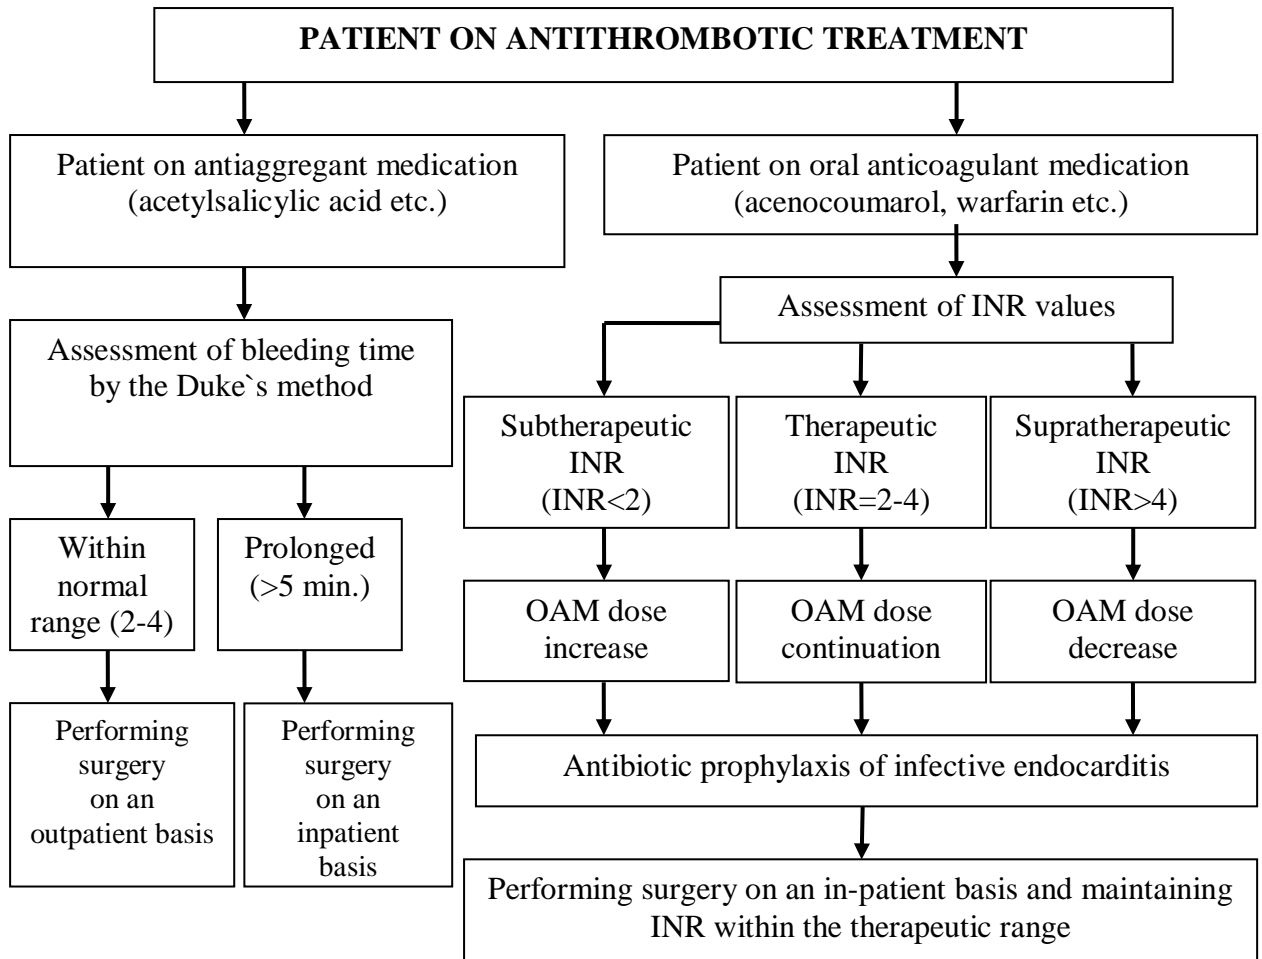 PATIENT ON ANTITHROMBOTIC TREATMENT
Patient on antiaggregant medication
(acetylsalicylic acid etc.)
Patient on oral anticoagulant medication
(acenocoumarol, warfarin etc.)
Assessment of bleeding time
by the Duke`s method
Assessment of INR values
Within
normal
range (2-4)
Prolonged
(>5 min.)
Subtherapeutic
INR
(INR<2)
Therapeutic
INR
(INR=2-4)
Supratherapeutic
INR
(INR>4)
OAM dose
increase
OAM dose
continuation
OAM dose
decrease
Performing
surgery
on an
outpatient basis
Performing
surgery
on an
inpatient
basis
Antibiotic prophylaxis of infective endocarditis
Performing surgery on an in-patient basis and maintaining
INR within the therapeutic range